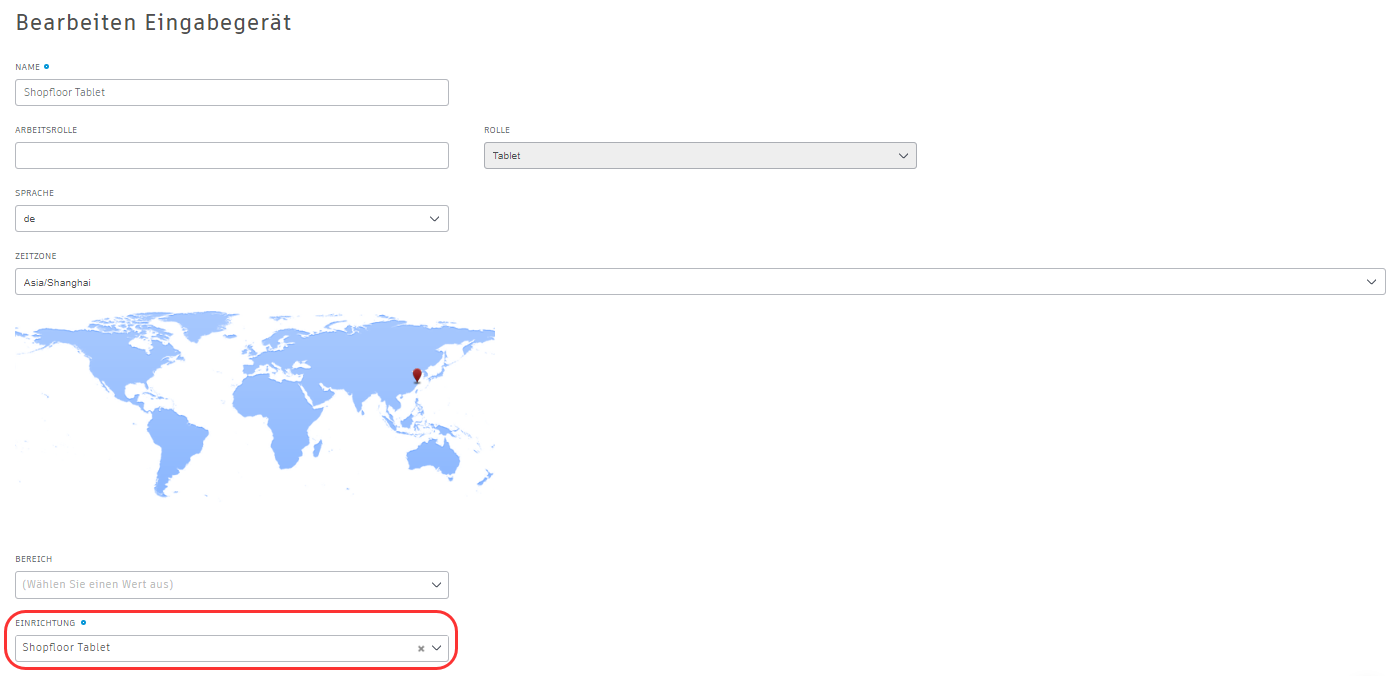 Bearbeiten Eingabegerät
NAME
Shopfloor Tablet
ARBEITSROLLE
ROLLE
Tablet
SPRACHE
de
ZEITZONE
Asia/Shanghai
BEREICH
(Wählen Sie einen Wert aus)
EINRICHTUNG
Shopfloor Tablet